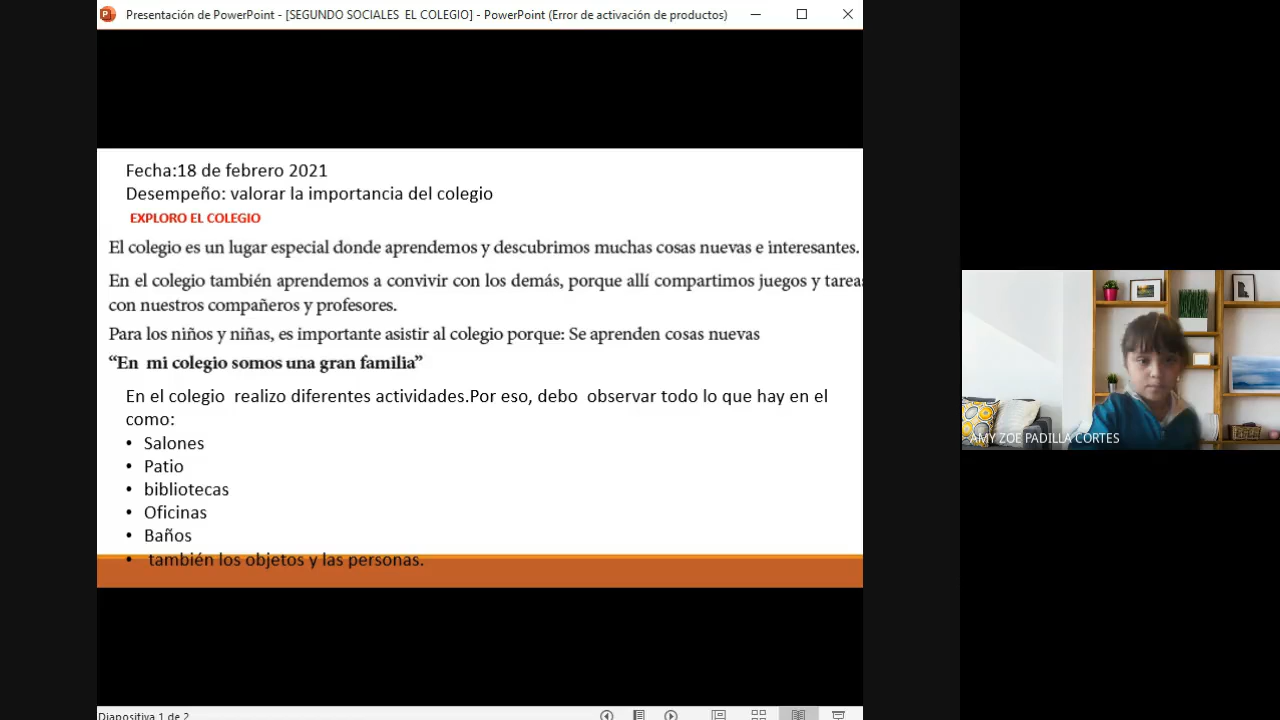 Presentación de PowerPoint - [SEGUNDO SOCIALES EL COLEGIO] - PowerPoint (Error de activación de productos)
Fecha:18 de febrero 2021
Desempeño: valorar la importancia del colegio
EXPLORO EL COLEGIO
El colegio es un lugar especial donde aprendemos y descubrimos muchas cosas nuevas e interesantes.
En el colegio también aprendemos a convivir con los demás, porque allí compartimos juegos y tareas
con nuestros compañeros y profesores.
Para los niños y niñas, es importante asistir al colegio porque: Se aprenden cosas nuevas
“En mi colegio somos una gran familia”
En el colegio realizo diferentes actividades.Por eso, debo observar todo lo que hay en el
como:
• Salones
• Patio
• bibliotecas
• Oficinas
• Baños
• también los objetos y las personas.
AMY ZOE PADILLA CORTES
Diapositiva 1 de 2